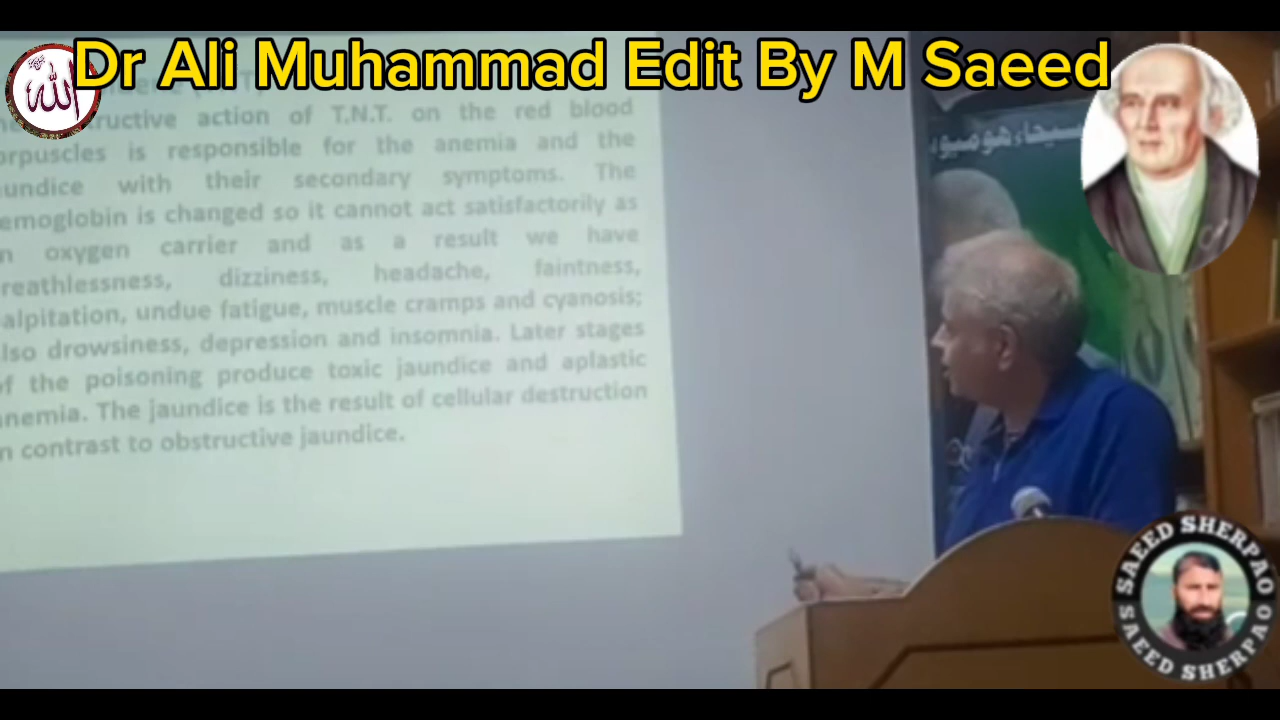 Dr Ali Muhammad Edit By M Saeed
الله
ructive action of T.N.T. on the red blood
orpuscles is responsible for the anemia and the
aundice with their secondary symptoms. The
emoglobin is changed so it cannot act satisfactorily as
n oxygen carrier and as a result we have
reathlessness, dizziness, headache, faintness,
alpitation, undue fatigue, muscle cramps and cyanosis;
lso drowsiness, depression and insomnia. Later stages
of the poisoning produce toxic jaundice and aplastic
anemia. The jaundice is the result of cellular destruction
n contrast to obstructive jaundice.
SAEED SHERPAO
SAEED SHERPAO